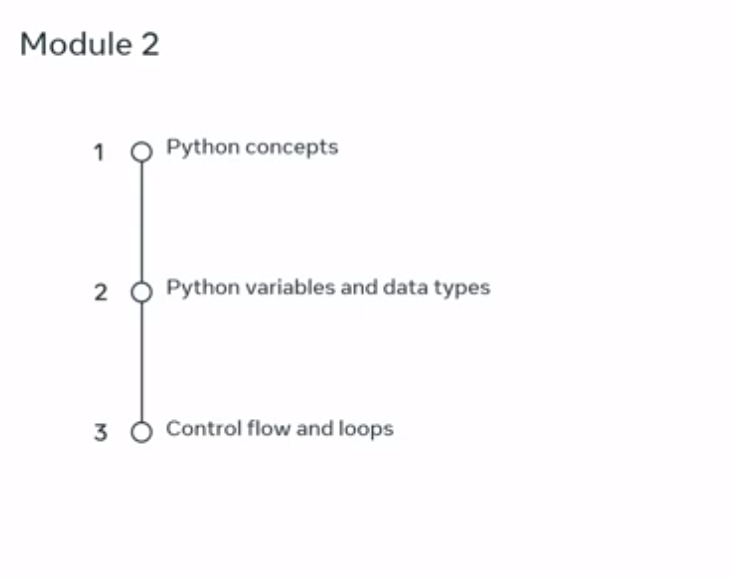 Module 2
1 Python concepts
2 Python variables and data types
3 Control flow and loops